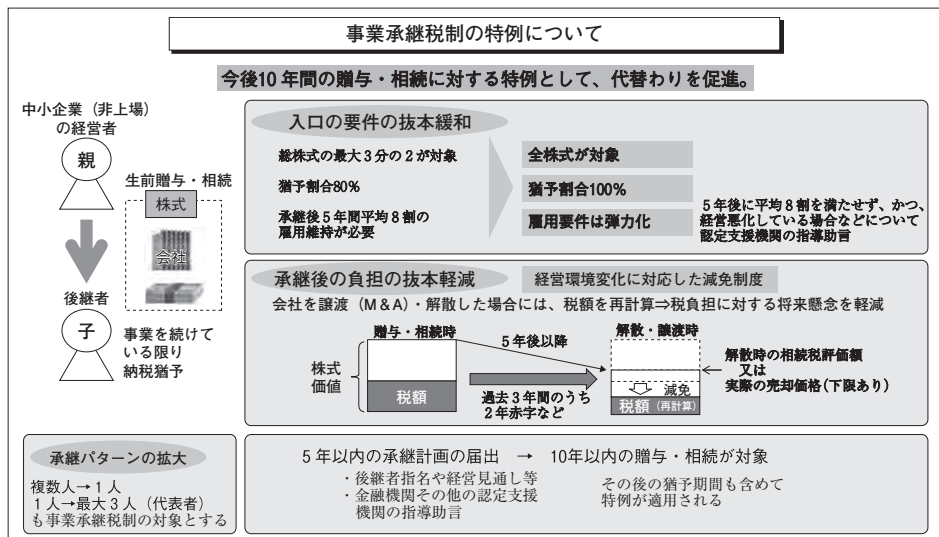 事業承継税制の特例について
今後10年間の贈与・相続に対する特例として、代替わりを促進。
中小企業（非上場）
の経営者
親
生前贈与・相続
株式
会社
後継者
子
事業を続けて
いる限り
納税猶予
入口の要件の抜本緩和
総株式の最大3分の2が対象
猶予割合80%
承継後5年間平均8割の
雇用維持が必要
全株式が対象
猶予割合100%
雇用要件は弾力化
5年後に平均8割を満たせず、かつ、
経営悪化している場合などについて
認定支援機関の指導助言
承継後の負担の抜本軽減
経営環境変化に対応した減免制度
会社を譲渡（M＆A）・解散した場合には、税額を再計算⇒税負担に対する将来懸念を軽減
贈与・相続時
株式
価値
税額
5年後以降
過去3年間のうち
2年赤字など
解散・譲渡時
減免
税額（再計算）
解散時の相続税評価額
又は
実際の売却価格(下限あり)
承継パターンの拡大
複数人→1人
1人→最大3人（代表者）
も事業承継税制の対象とする
5年以内の承継計画の届出 → 10年以内の贈与・相続が対象
・後継者指名や経営見通し等
・金融機関その他の認定支援
機関の指導助言
その後の猶予期間も含めて
特例が適用される